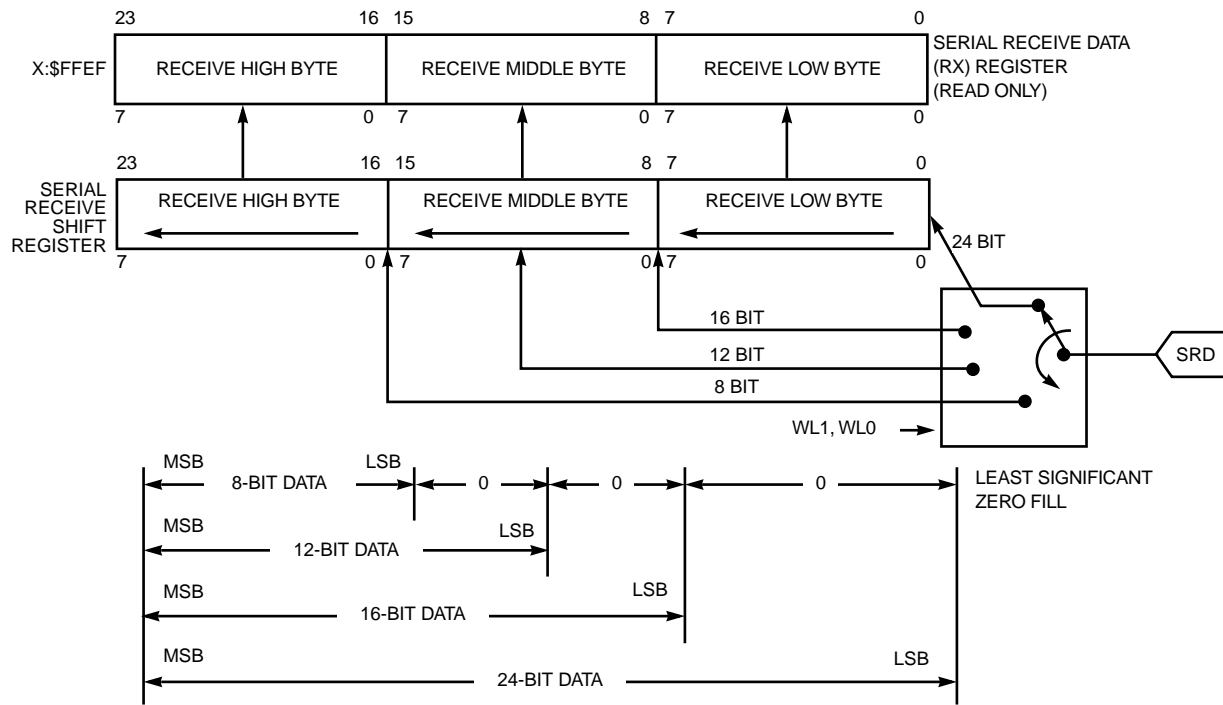 23 16 15 8 7 0
X:$FFEF RECEIVE HIGH BYTE RECEIVE MIDDLE BYTE RECEIVE LOW BYTE
SERIAL RECEIVE DATA
(RX) REGISTER
(READ ONLY)
7 0 7 0 7 0
23 16 15 8 7 0
SERIAL
RECEIVE
SHIFT
REGISTER
RECEIVE HIGH BYTE RECEIVE MIDDLE BYTE RECEIVE LOW BYTE
7 0 7 0 7 0
24 BIT
16 BIT
12 BIT
8 BIT
SRD
WL1, WL0
MSB LSB
8-BIT DATA 0 0 0
LEAST SIGNIFICANT
ZERO FILL
MSB LSB
12-BIT DATA
MSB LSB
16-BIT DATA
MSB LSB
24-BIT DATA